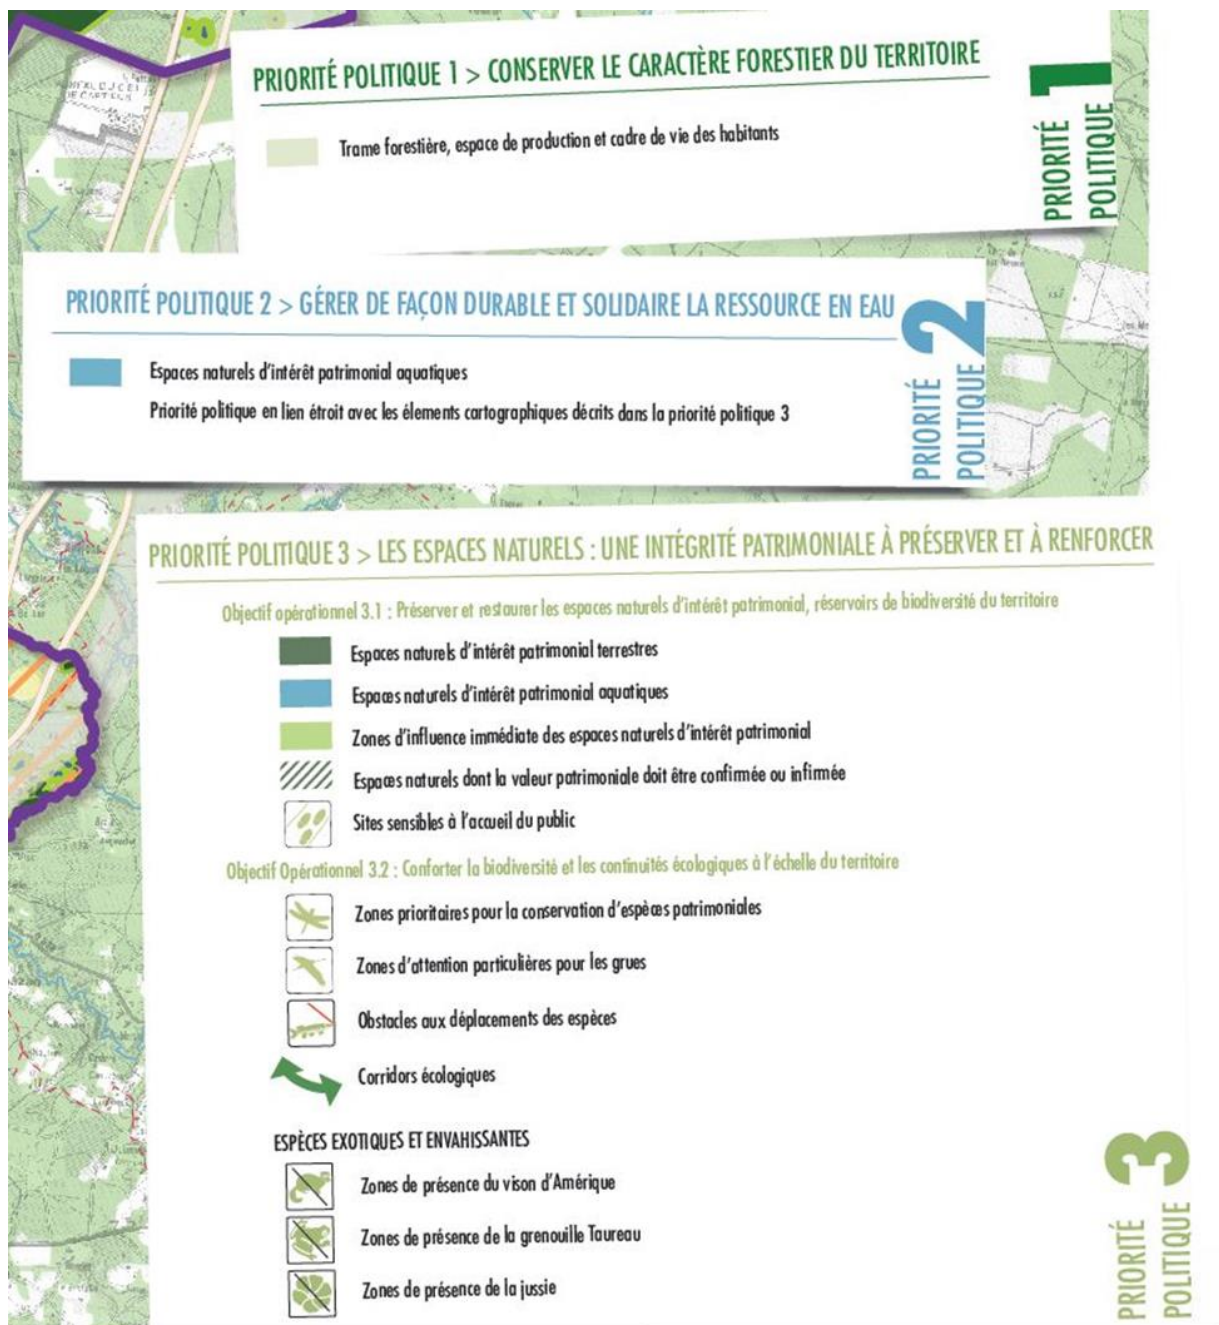 PRIORITÉ POLITIQUE 1 > CONSERVER LE CARACTÈRE FORESTIER DU TERRITOIRE
Trame forestière, espace de production et cadre de vie des habitants
PRIORITÉ
POLITIQUE 1
PRIORITÉ POLITIQUE 2 > GÉRER DE FAÇON DURABLE ET SOLIDAIRE LA RESSOURCE EN EAU
Espaces naturels d'intérêt patrimonial aquatiques
Priorité politique en lien étroit avec les élements cartographiques décrits dans la priorité politique 3
PRIORITÉ
POLITIQUE 2
PRIORITÉ POLITIQUE 3 > LES ESPACES NATURELS : UNE INTÉGRITÉ PATRIMONIALE À PRÉSERVER ET À RENFORCER
Objectif opérationnel 3.1 : Préserver et restaurer les espaces naturels d'intérêt patrimonial, réservoirs de biodiversité du territoire
Espaces naturels d'intérêt patrimonial terrestres
Espaces naturels d'intérêt patrimonial aquatiques
Zones d'influence immédiate des espaces naturels d'intérêt patrimonial
Espaces naturels dont la valeur patrimoniale doit être confirmée ou infirmée
Sites sensibles à l'accueil du public
Objectif Opérationnel 3.2 : Conforter la biodiversité et les continuités écologiques à l'échelle du territoire
Zones prioritaires pour la conservation d'espèces patrimoniales
Zones d'attention particulières pour les grues
Obstacles aux déplacements des espèces
Corridors écologiques
ESPÈCES EXOTIQUES ET ENVAHISSANTES
Zones de présence du vison d'Amérique
Zones de présence de la grenouille Taureau
Zones de présence de la jussie
PRIORITÉ
POLITIQUE 3